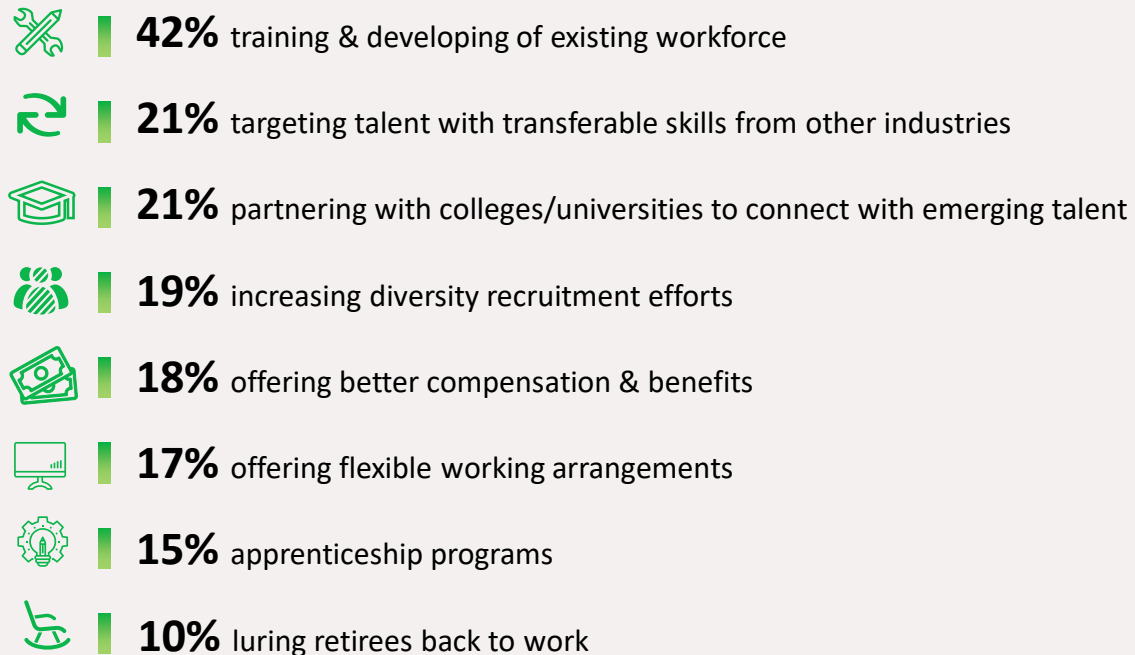 42% training & developing of existing workforce
21% targeting talent with transferable skills from other industries
21% partnering with colleges/universities to connect with emerging talent
19% increasing diversity recruitment efforts
18% offering better compensation & benefits
17% offering flexible working arrangements
15% apprenticeship programs
10% luring retirees back to work